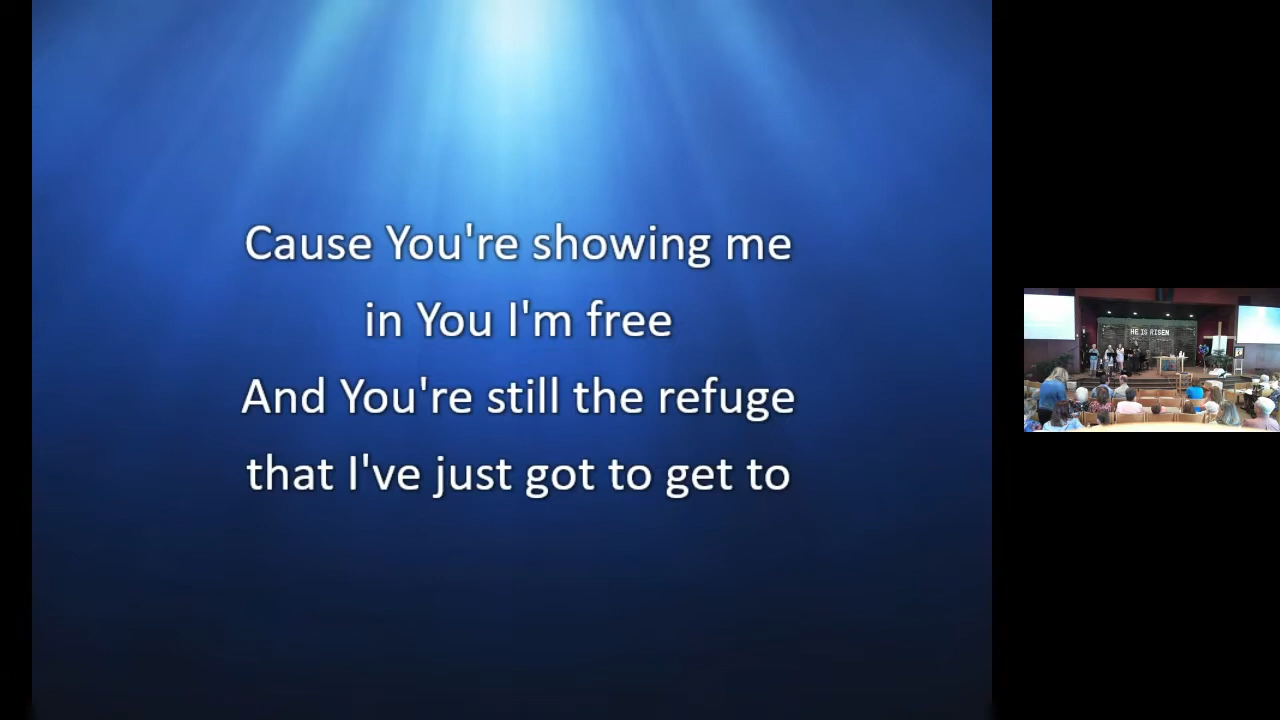 Cause You're showing me
in You I'm free
And You're still the refuge
that I've just got to get to
HE IS RISEN